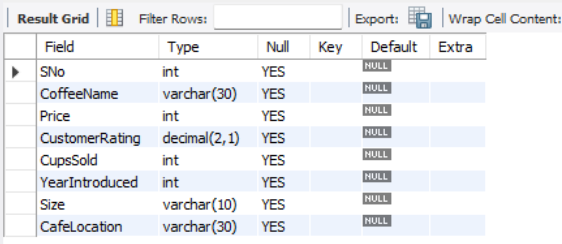 Result Grid Filter Rows: Export: Wrap Cell Content:
Field Type Null Key Default Extra
SNo int YES NULL
CoffeeName varchar(30) YES NULL
Price int YES NULL
CustomerRating decimal(2,1) YES NULL
CupsSold int YES NULL
YearIntroduced int YES NULL
Size varchar(10) YES NULL
CafeLocation varchar(30) YES NULL